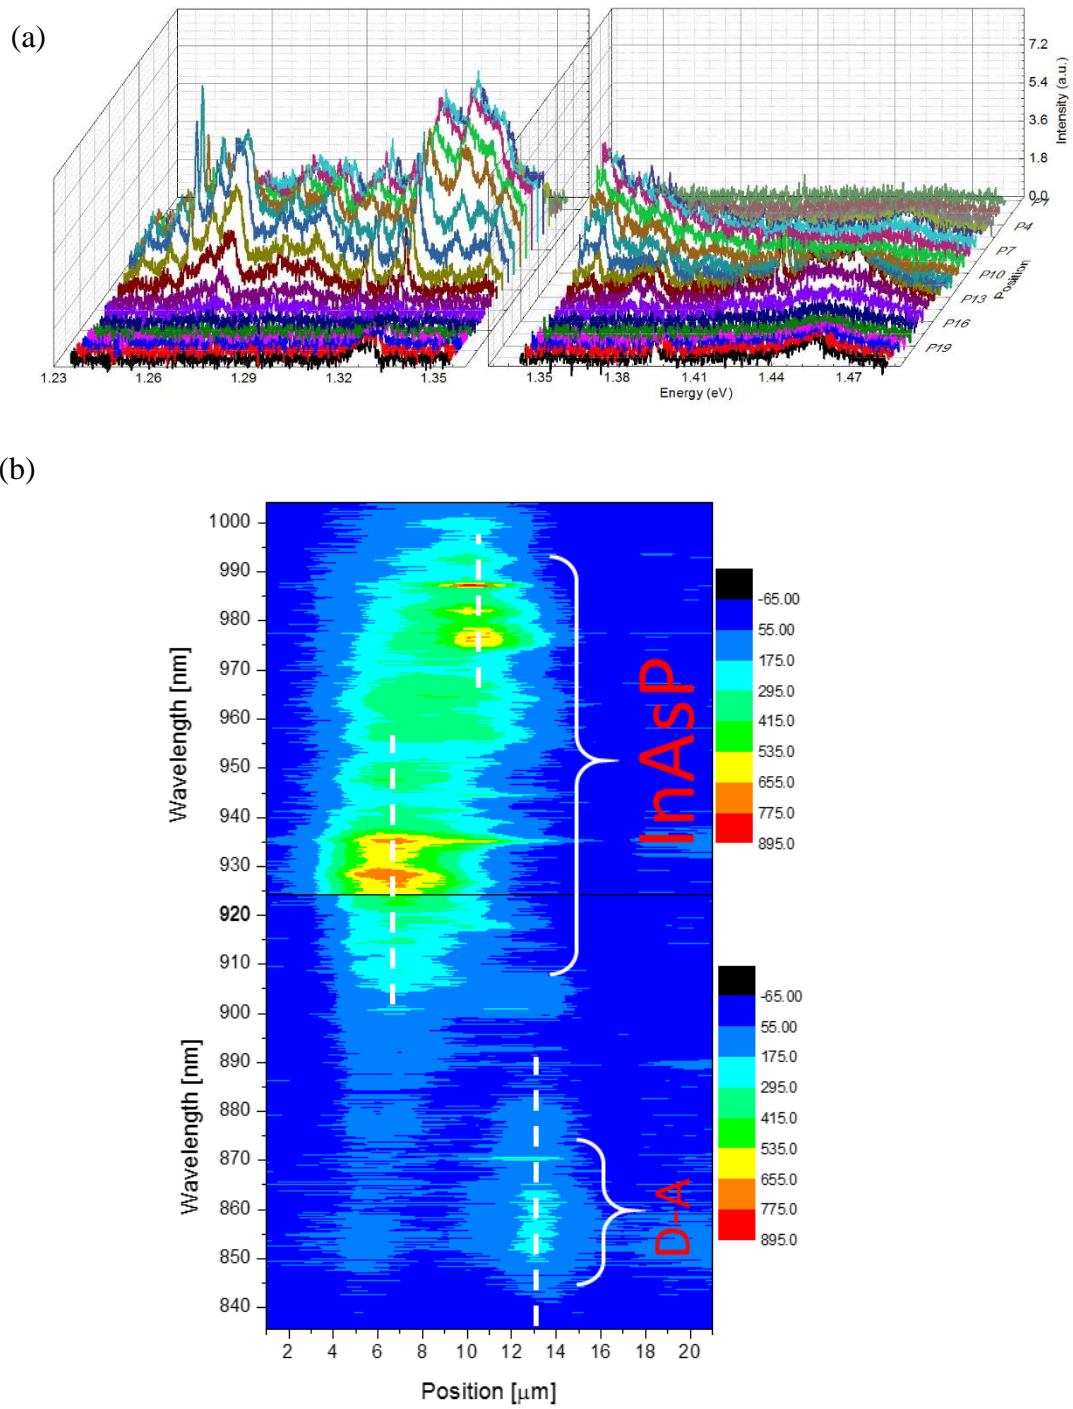 (a)
7.2
5.4
3.6
1.8
0.0
Intensity (a.u.)
P1
P4
P7
P10
P13
P16
P19
Position
1.23
1.26
1.29
1.32
1.35
1.35
1.38
1.41
1.44
1.47
Energy (eV)
(b)
1000
990
980
970
960
950
940
930
920
910
900
890
880
870
860
850
840
Wavelength [nm]
Wavelength [nm]
InAsP
D-A
-65.00
55.00
175.0
295.0
415.0
535.0
655.0
775.0
895.0
-65.00
55.00
175.0
295.0
415.0
535.0
655.0
775.0
895.0
2 4 6 8 10 12 14 16 18 20
Position [μm]